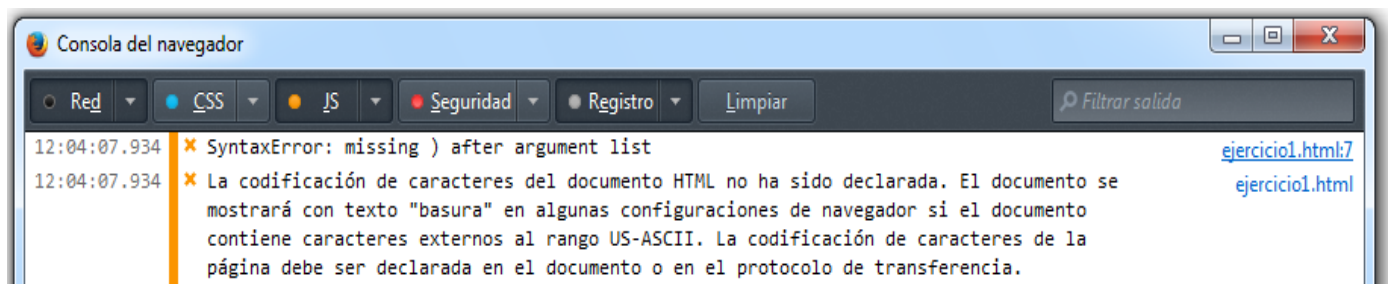 Consola del navegador
Red CSS JS Seguridad Registro Limpiar Filtrar salida
12:04:07.934 SyntaxError: missing ) after argument list ejercicio1.html:7
12:04:07.934 La codificación de caracteres del documento HTML no ha sido declarada. El documento se ejercicio1.html
mostrará con texto "basura" en algunas configuraciones de navegador si el documento
contiene caracteres externos al rango US-ASCII. La codificación de caracteres de la
página debe ser declarada en el documento o en el protocolo de transferencia.